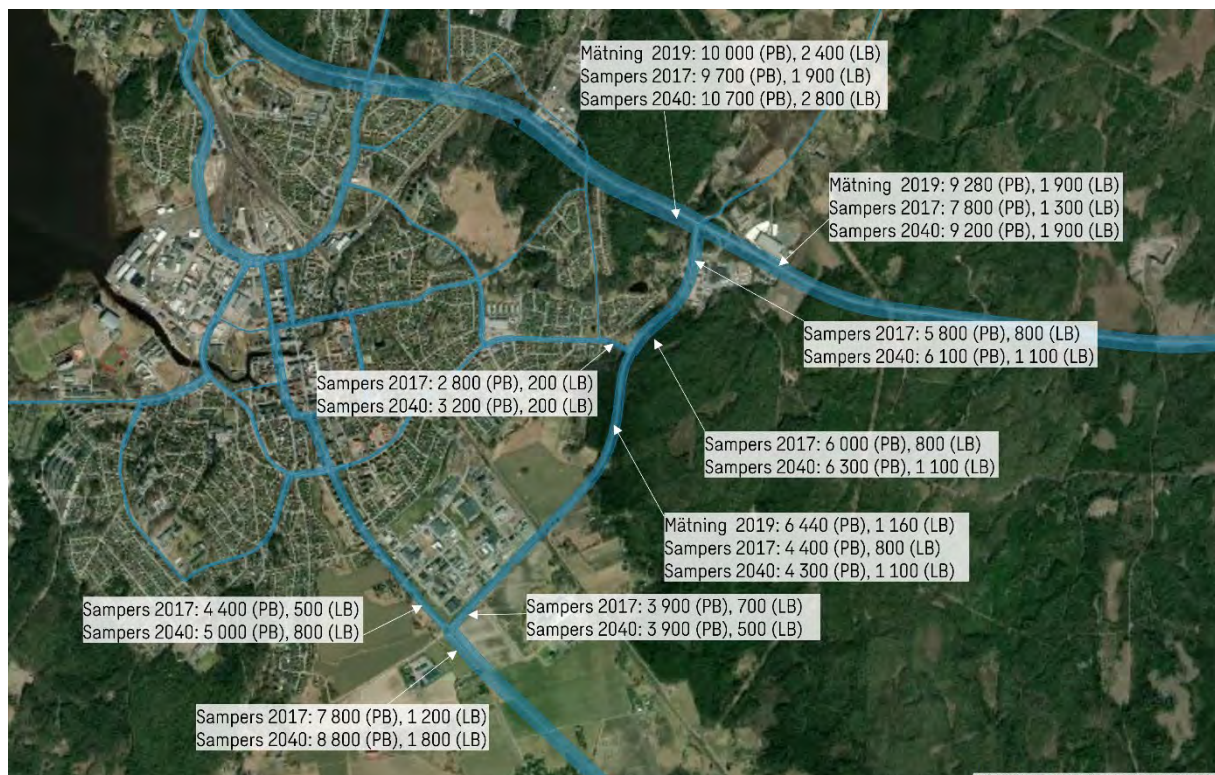 Mätning 2019: 10 000 (PB), 2 400 (LB)
Sampers 2017: 9 700 (PB), 1 900 (LB)
Sampers 2040: 10 700 (PB), 2 800 (LB)
Mätning 2019: 9 280 (PB), 1 900 (LB)
Sampers 2017: 7 800 (PB), 1 300 (LB)
Sampers 2040: 9 200 (PB), 1 900 (LB)
Sampers 2017: 5 800 (PB), 800 (LB)
Sampers 2040: 6 100 (PB), 1 100 (LB)
Sampers 2017: 2 800 (PB), 200 (LB)
Sampers 2040: 3 200 (PB), 200 (LB)
Sampers 2017: 6 000 (PB), 800 (LB)
Sampers 2040: 6 300 (PB), 1 100 (LB)
Mätning 2019: 6 440 (PB), 1 160 (LB)
Sampers 2017: 4 400 (PB), 800 (LB)
Sampers 2040: 4 300 (PB), 1 100 (LB)
Sampers 2017: 4 400 (PB), 500 (LB)
Sampers 2040: 5 000 (PB), 800 (LB)
Sampers 2017: 3 900 (PB), 700 (LB)
Sampers 2040: 3 900 (PB), 500 (LB)
Sampers 2017: 7 800 (PB), 1 200 (LB)
Sampers 2040: 8 800 (PB), 1 800 (LB)